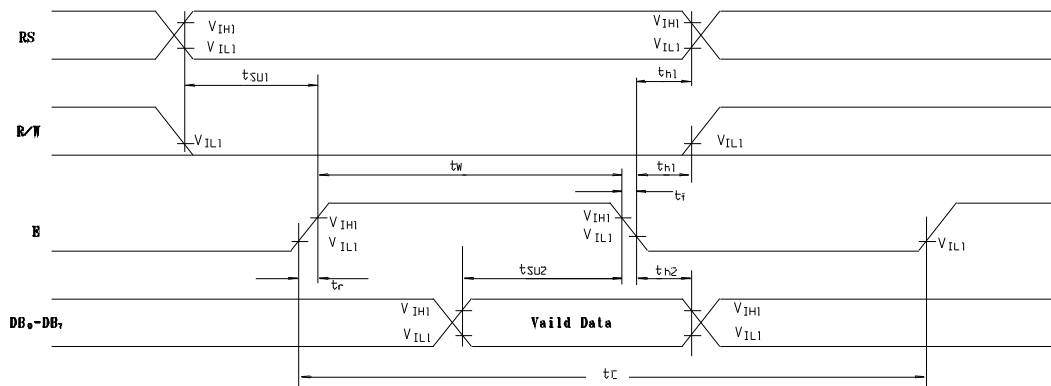 RS
VIH1
VIL1
VIH1
VIL1
tSU1
th1
R/W
VIL1
VIL1
tW
th1
tf
E
VIH1
VIL1
VIH1
VIL1
VIL1
tr
tSU2
th2
DB0-DB7
VIH1
VIL1
Vaild Data
VIH1
VIL1
tC